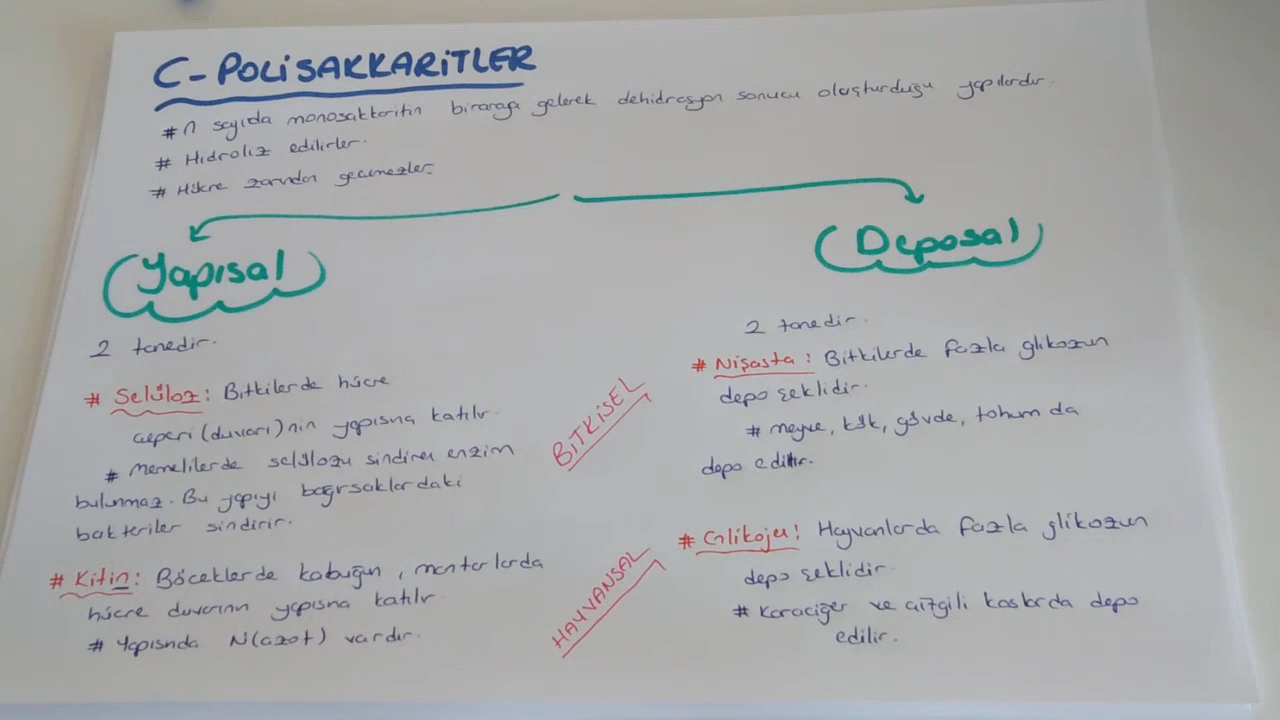 C-POLİSAKKARİTLER
# n sayıda monosakkaritin biraraya gelerek dehidrasyon sonucu oluşturduğu yapılardır.
# Hidroliz edilirler.
# Hücre zarından geçemezler.
Yapısal
2 tanedir.
# Selüloz: Bitkilerde hücre
çeperi (duvarı)nın yapısına katılır.
# Memelilerde selülozu sindiren enzim
bulunmaz. Bu yapıyı bağırsaklardaki
bakteriler sindirir.
# Kitin: Böceklerde kabuğun, mantarlarda
hücre duvarının yapısına katılır.
# Yapısında N(azot) vardır.
BİTKİSEL
HAYVANSAL
Deposal
2 tanedir.
# Nişasta: Bitkilerde fazla glikozun
depo şeklidir.
# meyve, kök, gövde, tohum da
depo edilir.
# Glikojen: Hayvanlarda fazla glikozun
depo şeklidir.
# Karaciğer ve çizgili kaslarda depo
edilir.